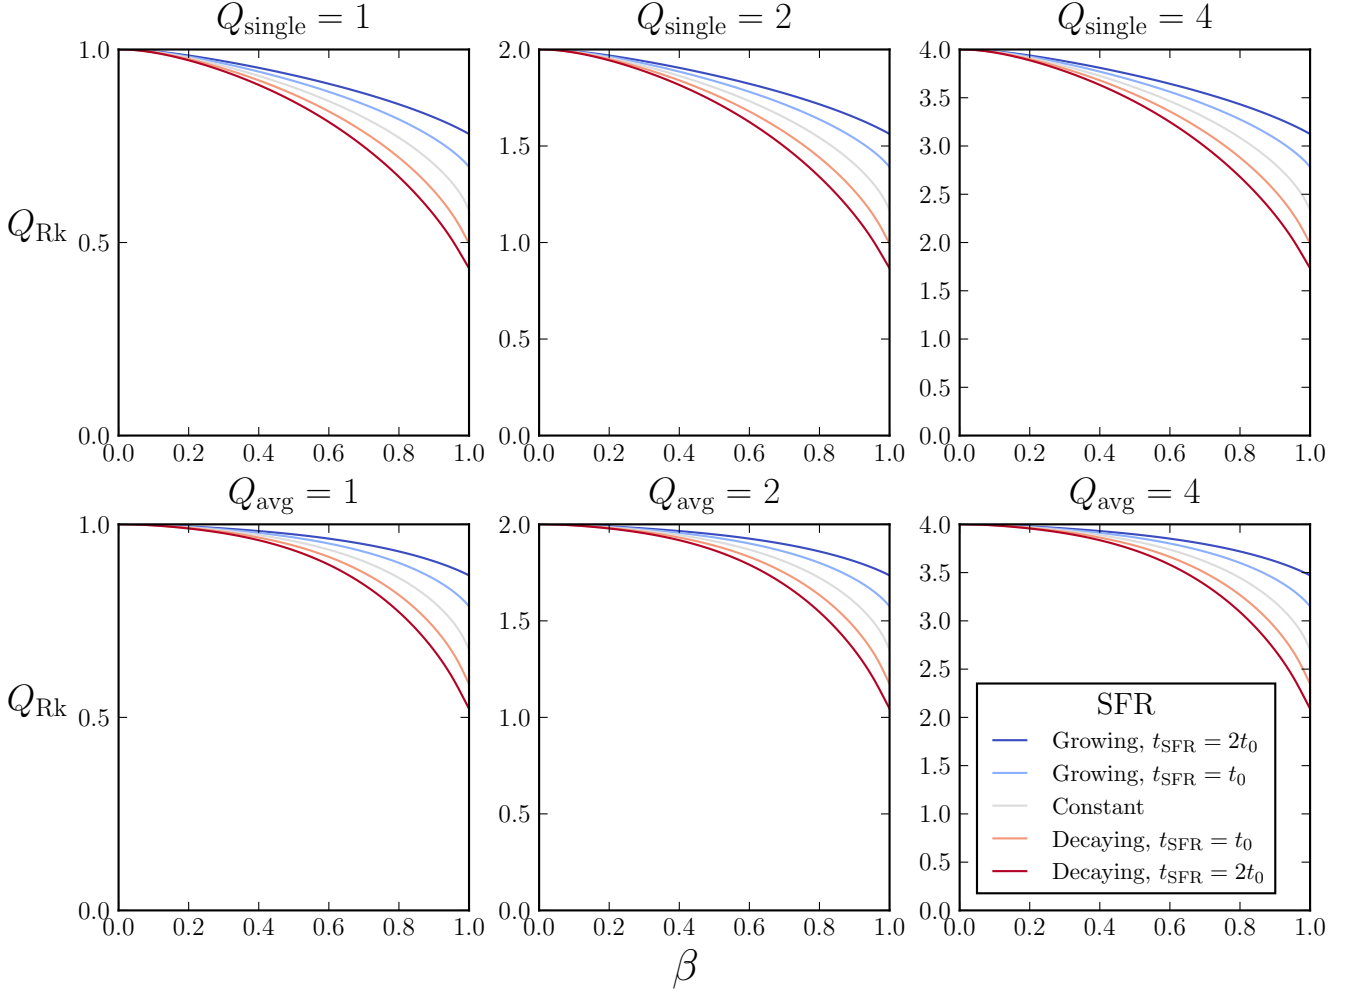 Q_single = 1
Q_single = 2
Q_single = 4
1.0
0.5
0.0
Q_Rk
0.0 0.2 0.4 0.6 0.8 1.0
2.0
1.5
1.0
0.5
0.0
0.0 0.2 0.4 0.6 0.8 1.0
4.0
3.5
3.0
2.5
2.0
1.5
1.0
0.5
0.0
0.0 0.2 0.4 0.6 0.8 1.0
Q_avg = 1
Q_avg = 2
Q_avg = 4
1.0
0.5
0.0
Q_Rk
0.0 0.2 0.4 0.6 0.8 1.0
2.0
1.5
1.0
0.5
0.0
0.0 0.2 0.4 0.6 0.8 1.0
4.0
3.5
3.0
2.5
2.0
1.5
1.0
0.5
0.0
0.0 0.2 0.4 0.6 0.8 1.0
SFR
Growing, t_SFR = 2t_0
Growing, t_SFR = t_0
Constant
Decaying, t_SFR = t_0
Decaying, t_SFR = 2t_0
β